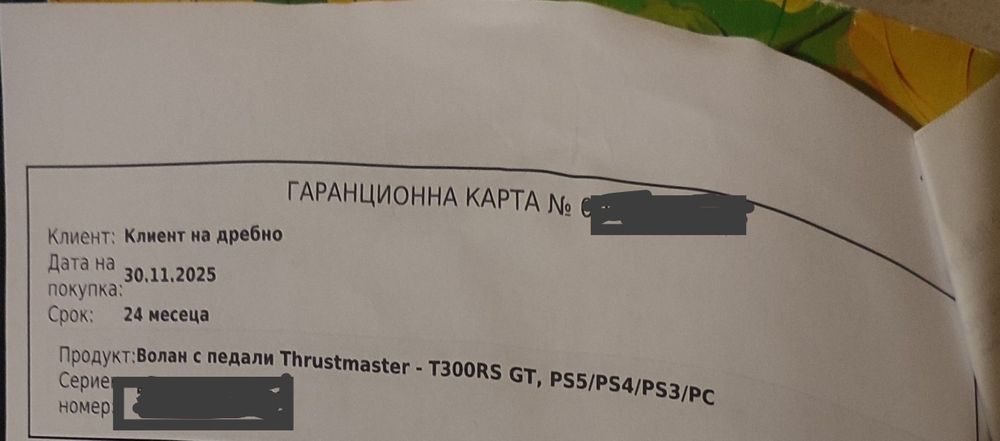 ГАРАНЦИОННА КАРТА №
Клиент: Клиент на дребно
Дата на покупка: 30.11.2025
Срок: 24 месеца
Продукт:Волан с педали Thrustmaster - T300RS GT, PS5/PS4/PS3/PC
Сериен
номер: